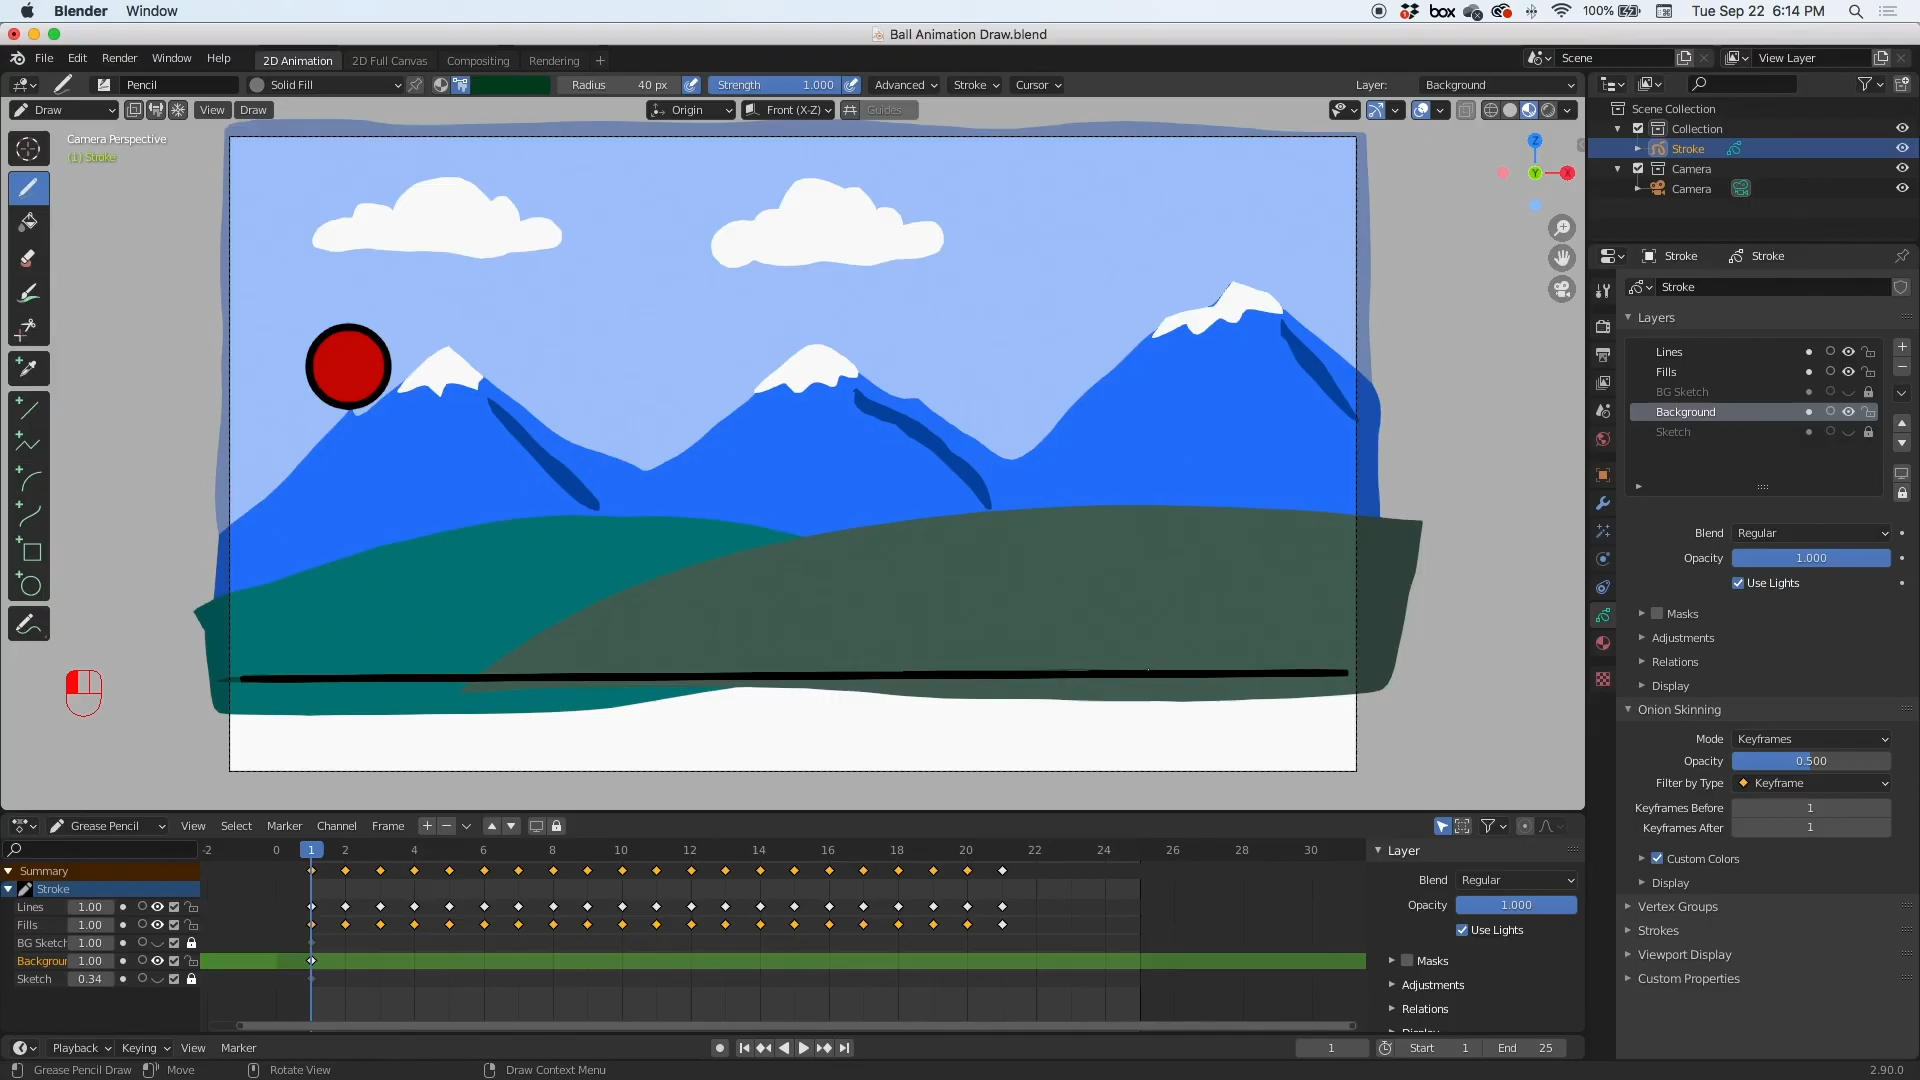 Blender Window 100% Tue Sep 22 6:14 PM
box
Ball Animation Draw.blend
File Edit Render Window Help 2D Animation 2D Full Canvas Compositing Rendering + Scene View Layer
Pencil Solid Fill Radius 40 px Strength 1.000 Advanced Stroke Cursor Layer: Background
Draw View Draw Origin Front (X-Z) Guides
Camera Perspective
(1) Stroke
Z
Y X
Scene Collection
Collection
Stroke
Camera
Camera
Stroke Stroke
Stroke
Layers
Lines
Fills
BG Sketch
Background
Sketch
Blend Regular
Opacity 1.000
Use Lights
Masks
Adjustments
Relations
Display
Onion Skinning
Mode Keyframes
Opacity 0.500
Filter by Type Keyframe
Keyframes Before 1
Keyframes After 1
Custom Colors
Display
Vertex Groups
Strokes
Viewport Display
Custom Properties
Grease Pencil View Select Marker Channel Frame
-2 0 1 2 4 6 8 10 12 14 16 18 20 22 24 26 28 30
Summary
Stroke
Lines 1.00
Fills 1.00
BG Sketch 1.00
Backgrour 1.00
Sketch 0.34
Layer
Blend Regular
Opacity 1.000
Use Lights
Masks
Adjustments
Relations
Playback Keying View Marker 1 Start 1 End 25
Grease Pencil Draw Move Rotate View Draw Context Menu 2.90.0